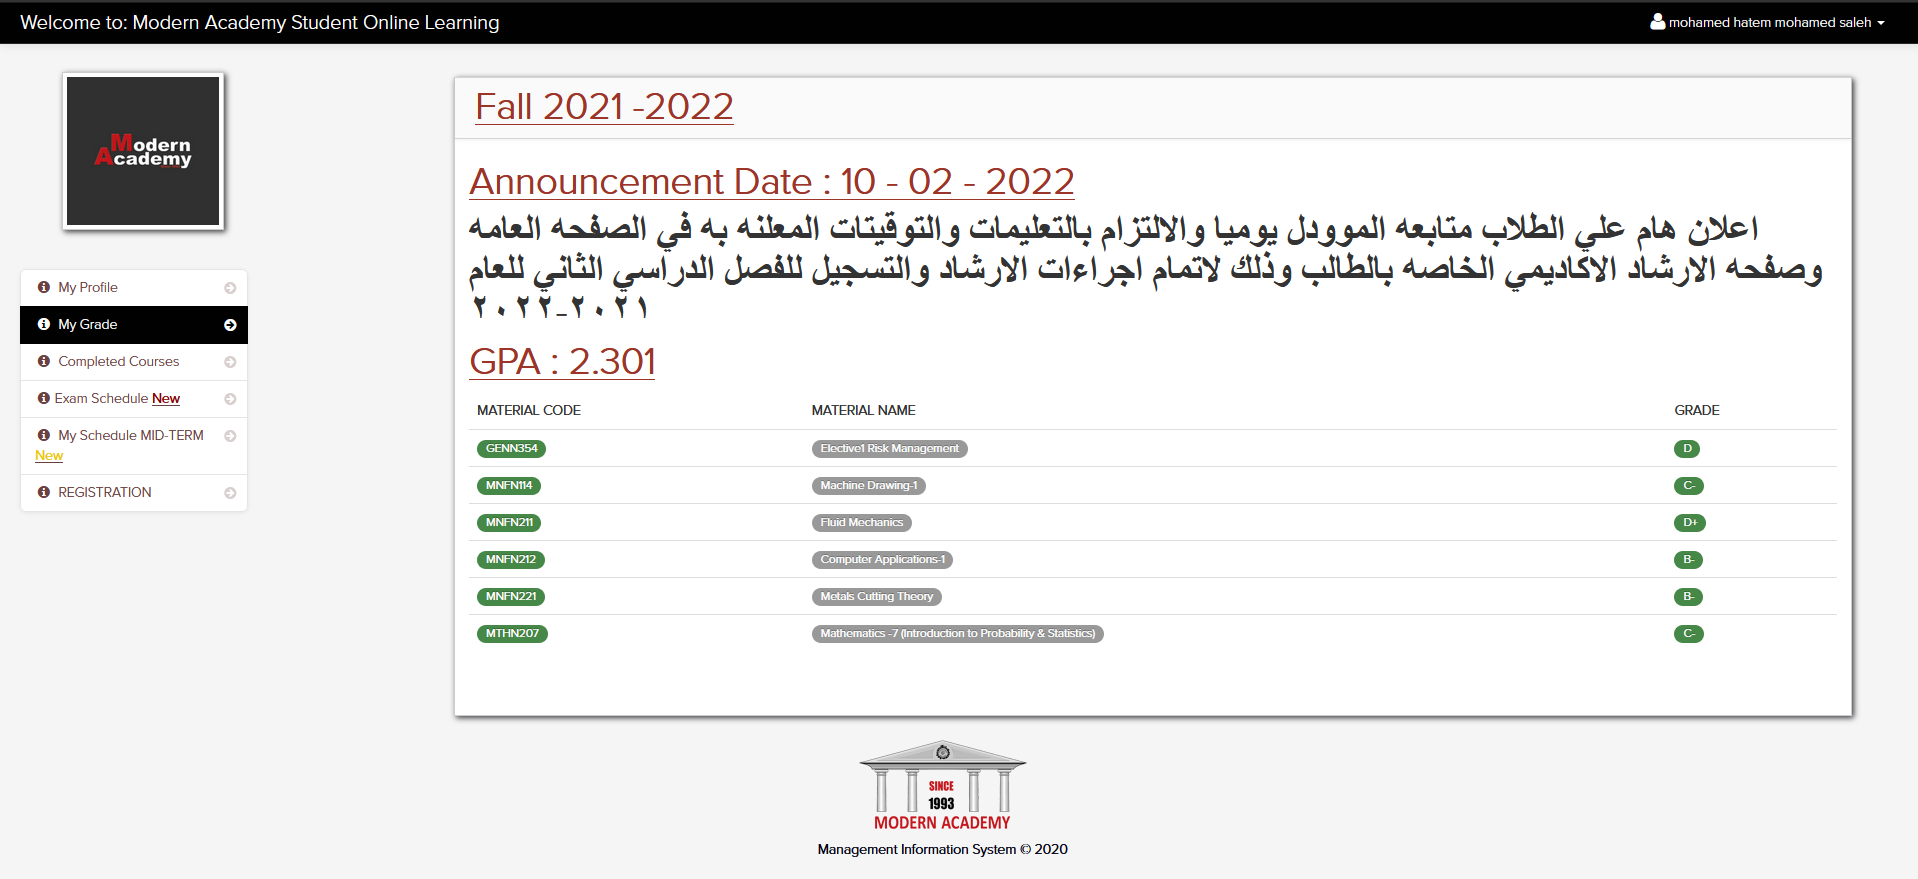 Welcome to: Modern Academy Student Online Learning
mohamed hatem mohamed saleh
Modern
Academy
My Profile
My Grade
Completed Courses
Exam Schedule New
My Schedule MID-TERM
New
REGISTRATION
Fall 2021 -2022
Announcement Date : 10 - 02 - 2022
اعلان هام علي الطلاب متابعه الموودل يوميا والالتزام بالتعليمات والتوقيتات المعلنه به في الصفحه العامه
وصفحه الارشاد الاكاديمي الخاصه بالطالب وذلك لاتمام اجراءات الارشاد والتسجيل للفصل الدراسي الثاني للعام
٢٠٢١-٢٠٢٢
GPA : 2.301
MATERIAL CODE MATERIAL NAME GRADE
GENN354 Elective1 Risk Management D
MNFN114 Machine Drawing-1 C-
MNFN211 Fluid Mechanics D+
MNFN212 Computer Applications-1 B-
MNFN221 Metals Cutting Theory B-
MTHN207 Mathematics -7 (Introduction to Probability & Statistics) C-
SINCE
1993
MODERN ACADEMY
Management Information System © 2020